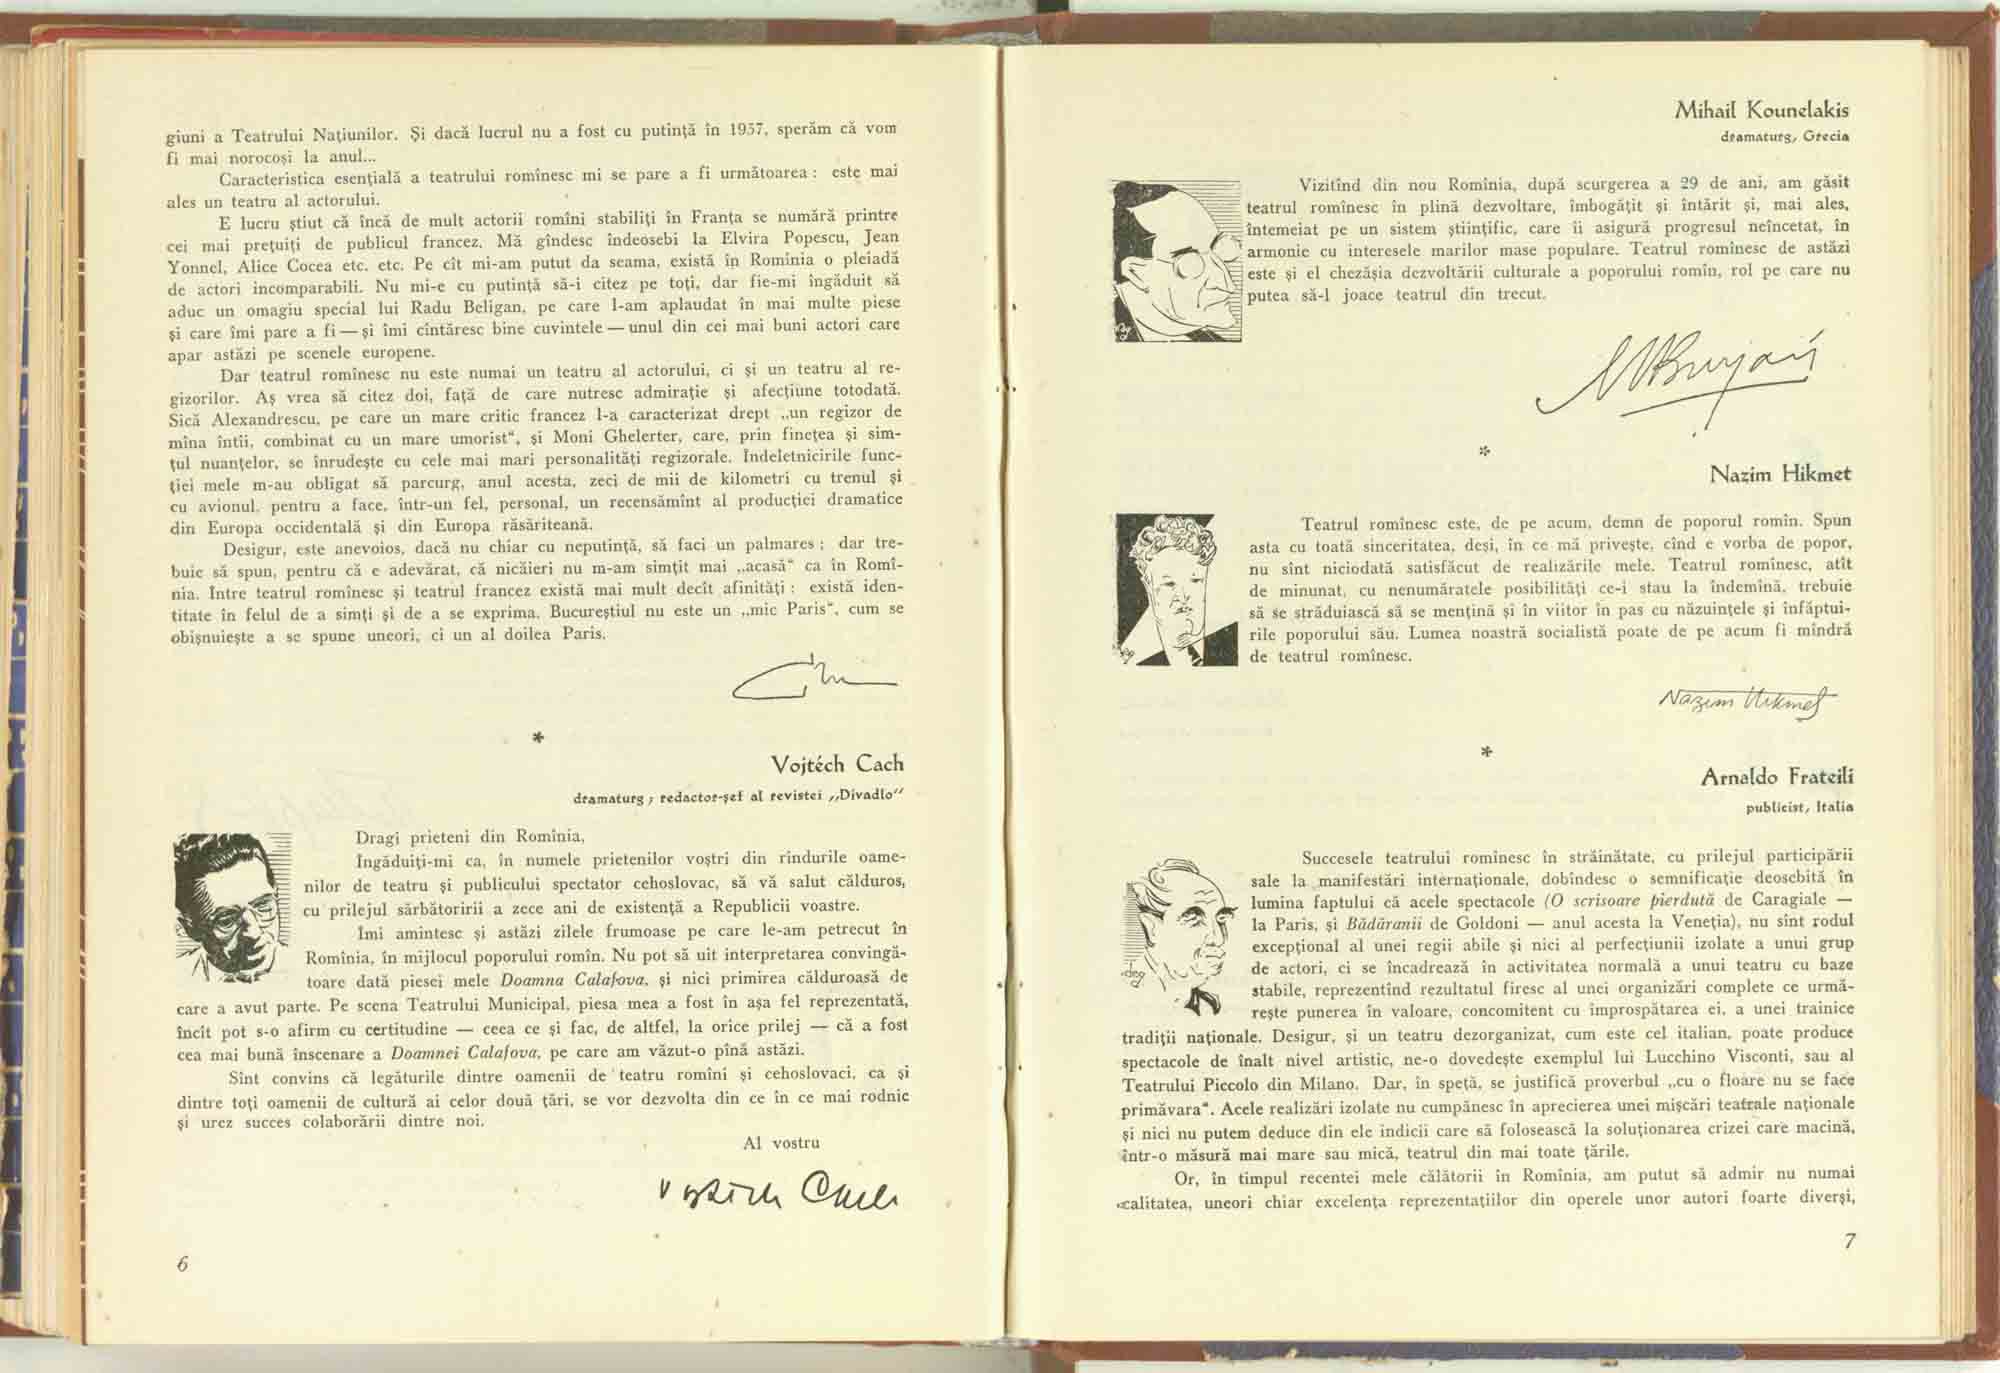 giuni a Teatrului Națiunilor. Și dacă lucrul nu a fost cu putință în 1957, sperăm că vom
fi mai norocoși la anul...
Caracteristica esențială a teatrului romînesc mi se pare a fi următoarea : este mai
ales un teatru al actorului.
E lucru știut că încă de mult actorii romîni stabiliți în Franța se numără printre
cei mai prețuiți de publicul francez. Mă gîndesc îndeosebi la Elvira Popescu, Jean
Yonnel, Alice Cocea etc. etc. Pe cît mi-am putut da seama, există în Romînia o pleiadă
de actori incomparabili. Nu mi-e cu putință să-i citez pe toți, dar fie-mi îngăduit să
aduc un omagiu special lui Radu Beligan, pe care l-am aplaudat în mai multe piese
și care îmi pare a fi — și îmi cîntăresc bine cuvintele — unul din cei mai buni actori care
apar astăzi pe scenele europene.
Dar teatrul romînesc nu este numai un teatru al actorului, ci și un teatru al re-
gizorilor. Aș vrea să citez doi, față de care nutresc admirație și afecțiune totodată.
Sică Alexandrescu, pe care un mare critic francez l-a caracterizat drept „un regizor de
mîna întîi, combinat cu un mare umorist“, și Moni Ghelerter, care, prin finețea și sim-
țul nuanțelor, se înrudește cu cele mai mari personalități regizorale. Îndeletnicirile func-
ției mele m-au obligat să parcurg, anul acesta, zeci de mii de kilometri cu trenul și
cu avionul, pentru a face, într-un fel, personal, un recensămînt al producției dramatice
din Europa occidentală și din Europa răsăriteană.
Desigur, este anevoios, dacă nu chiar cu neputință, să faci un palmares ; dar tre-
buie să spun, pentru că e adevărat, că nicăieri nu m-am simțit mai „acasă“ ca în Romî-
nia. Între teatrul romînesc și teatrul francez există mai mult decît afinități : există iden-
titate în felul de a simți și de a se exprima. Bucureștiul nu este un „mic Paris“, cum se
obișnuiește a se spune uneori, ci un al doilea Paris.
*
Vojtéch Cach
dramaturg ; redactor-șef al revistei „Divadlo“
Dragi prieteni din Romînia,
Îngăduiți-mi ca, în numele prietenilor voștri din rîndurile oame-
nilor de teatru și publicului spectator cehoslovac, să vă salut călduros,
cu prilejul sărbătoririi a zece ani de existență a Republicii voastre.
Îmi amintesc și astăzi zilele frumoase pe care le-am petrecut în
Romînia, în mijlocul poporului romîn. Nu pot să uit interpretarea convingă-
toare dată piesei mele Doamna Calafova, și nici primirea călduroasă de
care a avut parte. Pe scena Teatrului Municipal, piesa mea a fost în așa fel reprezentată,
încît pot s-o afirm cu certitudine — ceea ce și fac, de altfel, la orice prilej — că a fost
cea mai bună înscenare a Doamnei Calafova, pe care am văzut-o pînă astăzi.
Sînt convins că legăturile dintre oamenii de teatru romîni și cehoslovaci, ca și
dintre toți oamenii de cultură ai celor două țări, se vor dezvolta din ce în ce mai rodnic
și urez succes colaborării dintre noi.
Al vostru
Vojtěch Cach
6
Mihail Kounelakis
dramaturg, Grecia
Vizitînd din nou Romînia, după scurgerea a 29 de ani, am găsit
teatrul romînesc în plină dezvoltare, îmbogățit și întărit și, mai ales,
întemeiat pe un sistem științific, care îi asigură progresul neîncetat, în
armonie cu interesele marilor mase populare. Teatrul romînesc de astăzi
este și el chezășia dezvoltării culturale a poporului romîn, rol pe care nu
putea să-l joace teatrul din trecut.
*
Nazim Hikmet
Teatrul romînesc este, de pe acum, demn de poporul romîn. Spun
asta cu toată sinceritatea, deși, în ce mă privește, cînd e vorba de popor,
nu sînt niciodată satisfăcut de realizările mele. Teatrul romînesc, atît
de minunat, cu nenumăratele posibilități ce-i stau la îndemînă, trebuie
să se străduiască să se mențină și în viitor în pas cu năzuințele și înfăptui-
rile poporului său. Lumea noastră socialistă poate de pe acum fi mîndră
de teatrul romînesc.
Nazim Hikmet
*
Arnaldo Frateili
publicist, Italia
Succesele teatrului romînesc în străinătate, cu prilejul participării
sale la manifestări internaționale, dobîndesc o semnificație deosebită în
lumina faptului că acele spectacole (O scrisoare pierdută de Caragiale —
la Paris, și Bădăranii de Goldoni — anul acesta la Veneția), nu sînt rodul
excepțional al unei regii abile și nici al perfecțiunii izolate a unui grup
de actori, ci se încadrează în activitatea normală a unui teatru cu baze
stabile, reprezentînd rezultatul firesc al unei organizări complete ce urmă-
rește punerea în valoare, concomitent cu împrospătarea ei, a unei trainice
tradiții naționale. Desigur, și un teatru dezorganizat, cum este cel italian, poate produce
spectacole de înalt nivel artistic, ne-o dovedește exemplul lui Lucchino Visconti, sau al
Teatrului Piccolo din Milano. Dar, în speță, se justifică proverbul „cu o floare nu se face
primăvara“. Acele realizări izolate nu cumpănesc în aprecierea unei mișcări teatrale naționale
și nici nu putem deduce din ele indicii care să folosească la soluționarea crizei care macină,
într-o măsură mai mare sau mică, teatrul din mai toate țările.
Or, în timpul recentei mele călătorii în Romînia, am putut să admir nu numai
calitatea, uneori chiar excelența reprezentațiilor din operele unor autori foarte diverși,
7